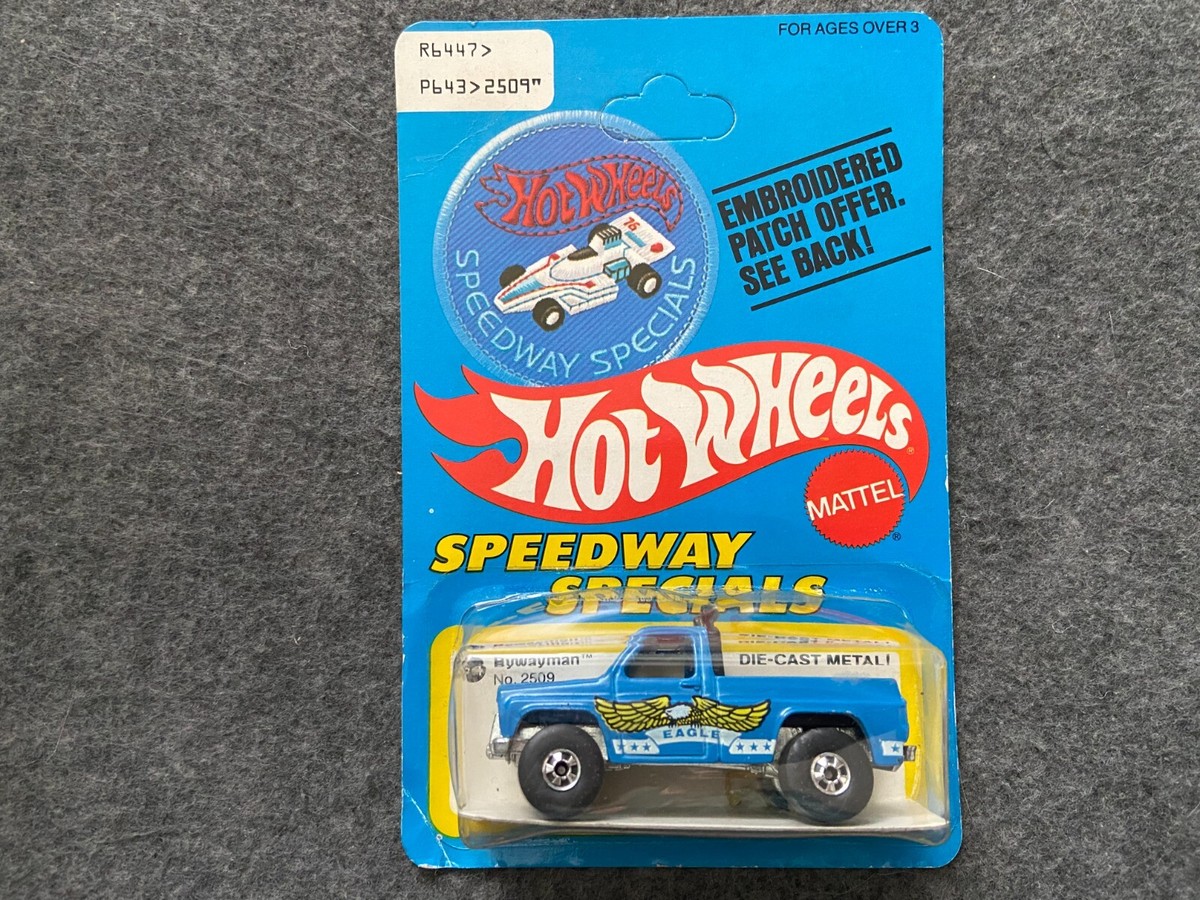 R6447>
P643>2509"
FOR AGES OVER 3
Hot Wheels
76
SPEEDWAY SPECIALS
EMBROIDERED
PATCH OFFER.
SEE BACK!
Hot Wheels®
MATTEL®
SPEEDWAY
SPECIALS
Bywayman™
No. 2509
DIE-CAST METAL!
EAGLE